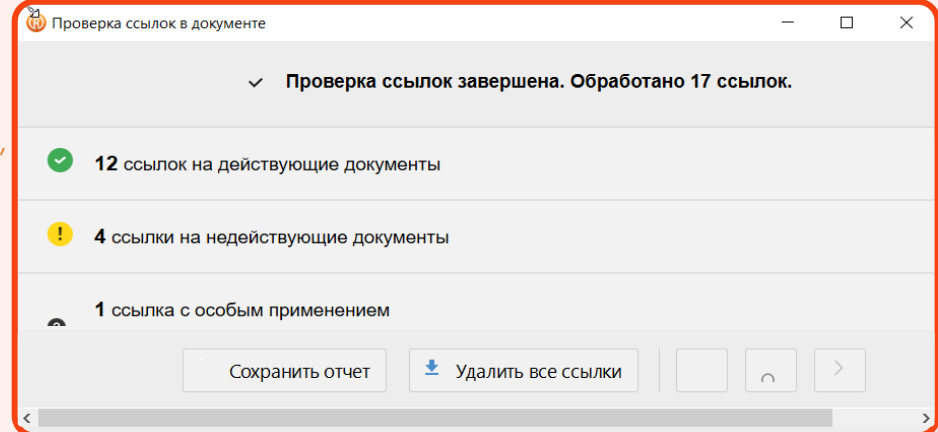 Проверка ссылок в документе
Проверка ссылок завершена. Обработано 17 ссылок.
12 ссылок на действующие документы
4 ссылки на недействующие документы
1 ссылка с особым применением
Сохранить отчет Удалить все ссылки